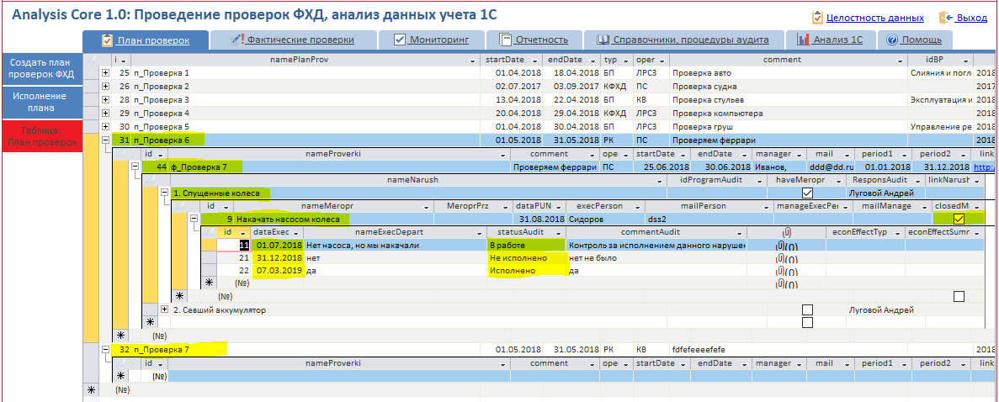 Analysis Core 1.0: Проведение проверок ФХД, анализ данных учета 1С
Целостность данных Выход
План проверок Фактические проверки Мониторинг Отчетность Справочники, процедуры аудита Анализ 1С Помощь
Создать план проверок ФХД
Исполнение плана
Таблица: План проверок
i namePlanProv startDate endDate typ oper comment idBP
25 п_Проверка 1 01.04.2018 18.04.2018 БП ЛРСЗ Проверка авто Слияния и погл 2018
26 п_Проверка 2 02.07.2017 03.09.2017 КФХД ПС Проверка судна 2017
28 п_Проверка 3 13.04.2018 22.04.2018 БП КВ Проверка стульев Эксплуатация и 2018
29 п_Проверка 4 20.04.2018 29.04.2018 КФХД ЛРСЗ Проверка компьютера 2018
30 п_Проверка 5 01.04.2018 30.04.2018 БП ЛРСЗ Проверка груш Управление ре 2018
31 п_Проверка 6 01.05.2018 31.05.2018 РК ПС Проверяем феррари 2018
id nameProverki comment ope startDate endDate manager mail period1 period2 link
44 ф_Проверка 7 Проверяем феррари ПС 25.06.2018 30.06.2018 Иванов, ddd@dd.ru 01.01.2018 31.12.2018 http:/
nameNarush idProgramAudit haveMeropr ResponsAudit linkNarush
1. Спущенные колеса Луговой Андрей
id nameMeropr MeroprPrz dataPUN execPerson mailPerson manageExecPer mailManage closedM
9 Накачать насосом колеса 31.08.2018 Сидоров dss2
id dataExec nameExecDepart statusAudit commentAudit econEffectTyp econEffectSumm
11 01.07.2018 Нет насоса, но мы накачали В работе Контроль за исполнением данного нарушен (0)
21 31.12.2018 нет Не исполнено нет не было (0)
22 07.03.2019 да Исполнено да (0)
(№) (0)
(№)
2. Севший аккумулятор Луговой Андрей
(№)
32 п_Проверка 7 01.05.2018 31.05.2018 РК КВ fdfefeeeefefe 2018
id nameProverki comment ope startDate endDate manager mail period1 period2 link
(№)
(№)